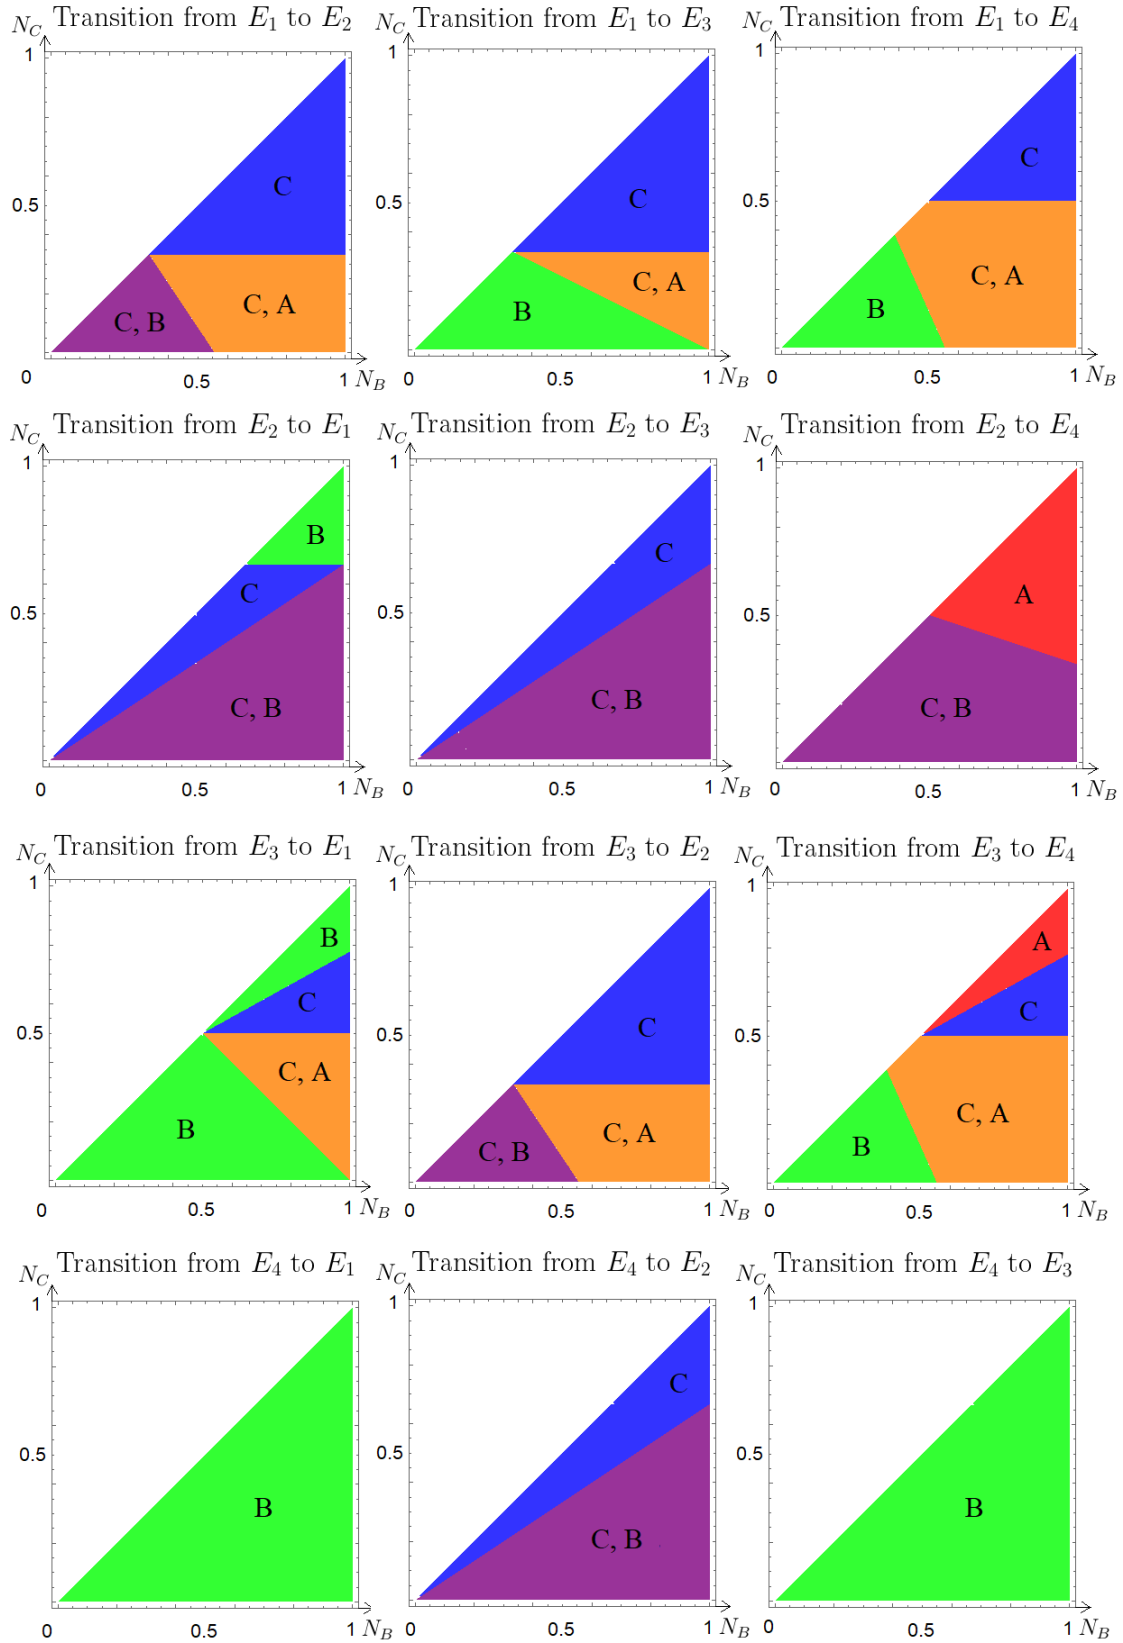 N_C Transition from E_1 to E_2
1
0.5
C
C, B
C, A
0 0.5 1 N_B
N_C Transition from E_1 to E_3
1
0.5
C
C, A
B
0 0.5 1 N_B
N_C Transition from E_1 to E_4
1
0.5
C
C, A
B
0 0.5 1 N_B
N_C Transition from E_2 to E_1
1
B
0.5
C
C, B
0 0.5 1 N_B
N_C Transition from E_2 to E_3
1
C
0.5
C, B
0 0.5 1 N_B
N_C Transition from E_2 to E_4
1
A
0.5
C, B
0 0.5 1 N_B
N_C Transition from E_3 to E_1
1
B
C
0.5
C, A
B
0 0.5 1 N_B
N_C Transition from E_3 to E_2
1
C
0.5
C, A
C, B
0 0.5 1 N_B
N_C Transition from E_3 to E_4
1
A
C
0.5
C, A
B
0 0.5 1 N_B
N_C Transition from E_4 to E_1
1
0.5
B
0 0.5 1 N_B
N_C Transition from E_4 to E_2
1
C
0.5
C, B
0 0.5 1 N_B
N_C Transition from E_4 to E_3
1
0.5
B
0 0.5 1 N_B